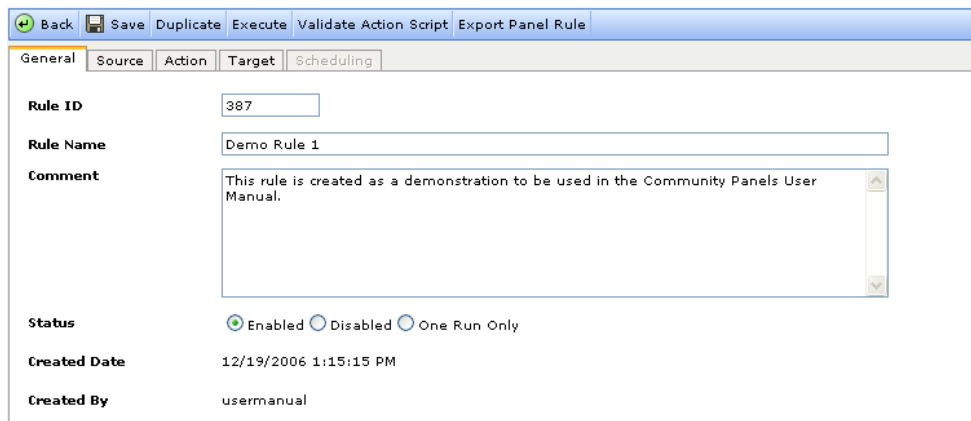 Back Save Duplicate Execute Validate Action Script Export Panel Rule
General Source Action Target Scheduling
Rule ID 387
Rule Name Demo Rule 1
Comment This rule is created as a demonstration to be used in the Community Panels User
Manual.
Status Enabled Disabled One Run Only
Created Date 12/19/2006 1:15:15 PM
Created By usermanual